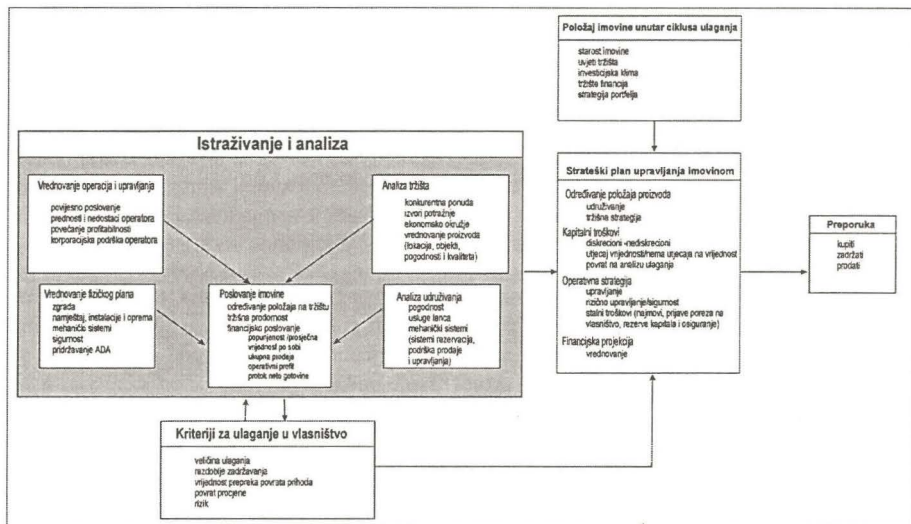 Položaj imovine unutar ciklusa ulaganja
starost imovine
uvjeti tržišta
investicijska klima
tržište financija
strategija portfelja
Istraživanje i analiza
Vrednovanje operacija i upravljanja
povijesno poslovanje
prednosti i nedostaci operatora
povećanje profitabilnosti
korporacijska podrška operatora
Analiza tržišta
konkurentna ponuda
izvori potražnje
ekonomsko okružje
vrednovanje proizvoda
(lokacija, objekti,
pogodnosti i kvaliteta)
Vrednovanje fizičkog plana
zgrada
namještaj, instalacije i oprema
mehanički sistemi
sigurnost
pridržavanje ADA
Poslovanje imovine
određivanje položaja na tržištu
tržišna prodornost
financijsko poslovanje
popunjenost /prosječna
vrijednost po sobi
ukupna prodaja
operativni profit
protok neto gotovine
Analiza udruživanja
pogodnost
usluge lanca
mehanički sistemi
(sistemi rezervacija,
podrška prodaje
i upravljanja)
Strateški plan upravljanja imovinom
Određivanje položaja proizvoda
udruživanje
tržišna strategija
Kapitalni troškovi
diskrecioni -nediskrecioni
utjecaj vrijednosti/nema utjecaja na vrijednost
povrat na analizu ulaganja
Operativna strategija
upravljanje
rizično upravljanje/sigurnost
stalni troškovi (najmovi, prijave poreza na
vlasništvo, rezerve kapitala i osiguranje)
Financijska projekcija
vrednovanje
Preporuka
kupiti
zadržati
prodati
Kriteriji za ulaganje u vlasništvo
veličina ulaganja
razdoblje zadržavanja
vrijednost prepreka povrata prihoda
povrat procjene
rizik